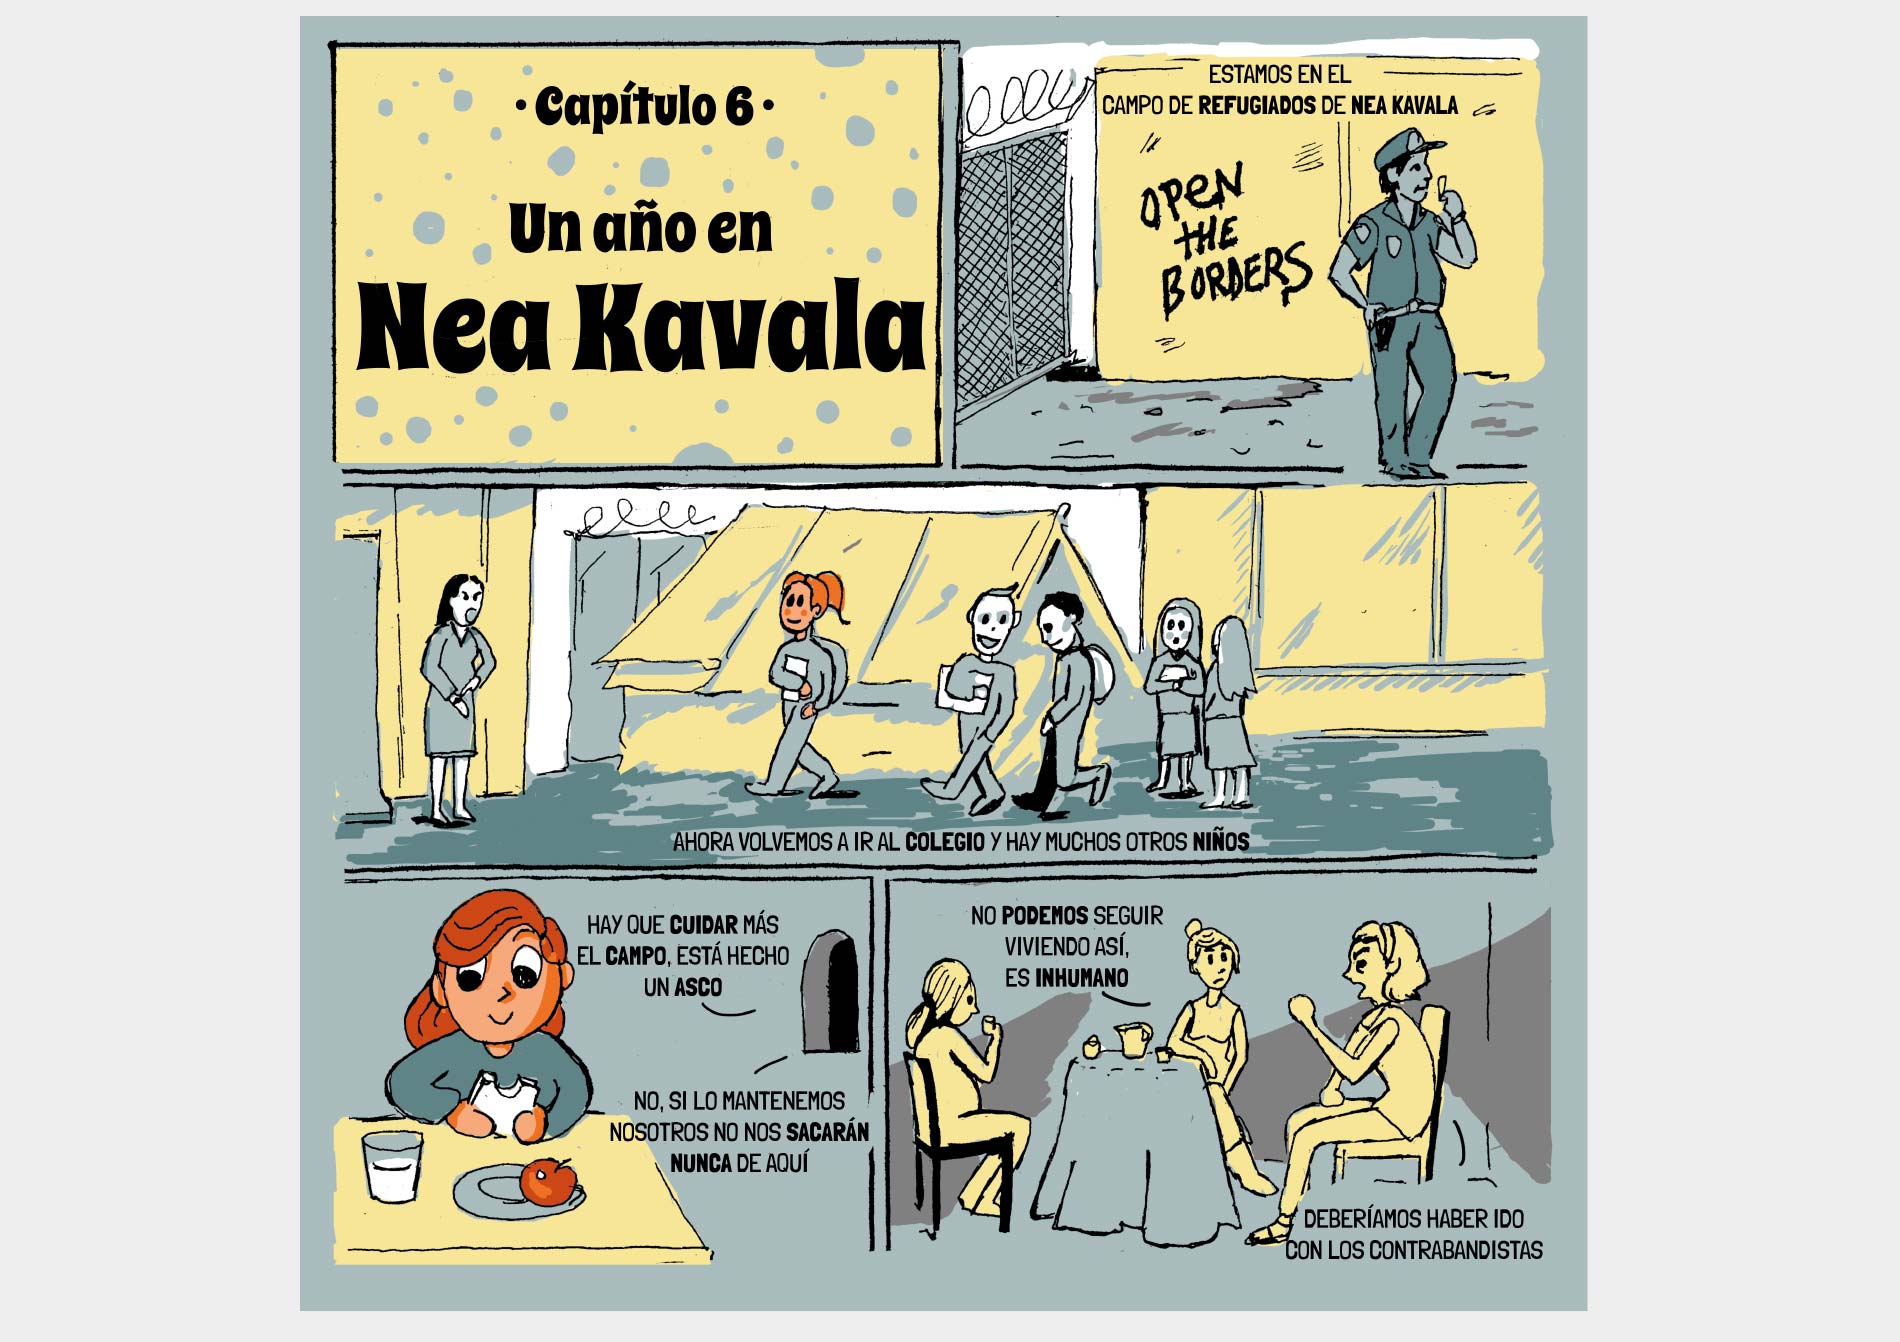 • Capítulo 6 •
Un año en
Nea Kavala
ESTAMOS EN EL
CAMPO DE REFUGIADOS DE NEA KAVALA
OPEN
THE
BORDERS
AHORA VOLVEMOS A IR AL COLEGIO Y HAY MUCHOS OTROS NIÑOS
HAY QUE CUIDAR MÁS
EL CAMPO, ESTÁ HECHO
UN ASCO
NO, SI LO MANTENEMOS
NOSOTROS NO NOS SACARÁN
NUNCA DE AQUÍ
NO PODEMOS SEGUIR
VIVIENDO ASÍ,
ES INHUMANO
DEBERÍAMOS HABER IDO
CON LOS CONTRABANDISTAS